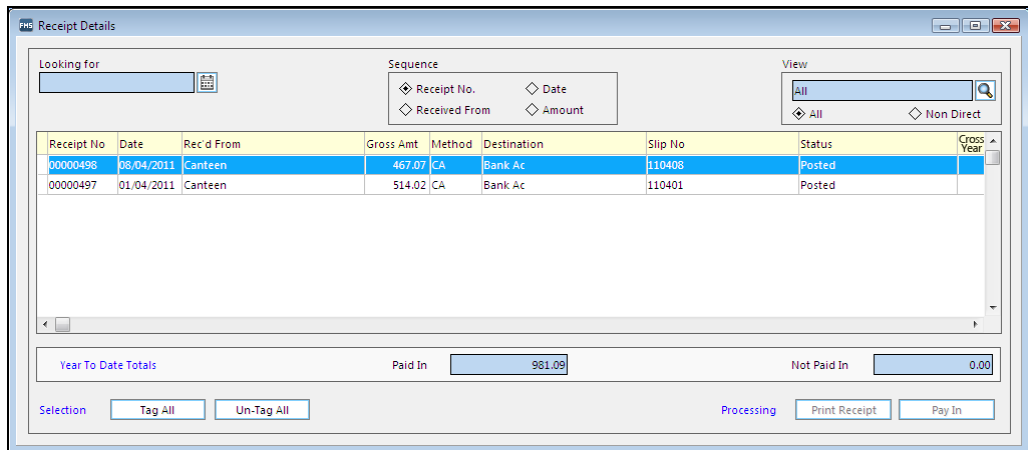 FMS Receipt Details
Looking for
Sequence
View
Receipt No. Date
All
Received From Amount
All Non Direct
Receipt No Date Rec'd From Gross Amt Method Destination Slip No Status Cross Year
00000498 08/04/2011 Canteen 467.07 CA Bank Ac 110408 Posted
00000497 01/04/2011 Canteen 514.02 CA Bank Ac 110401 Posted
Year To Date Totals Paid In 981.09 Not Paid In 0.00
Selection Tag All Un-Tag All Processing Print Receipt Pay In